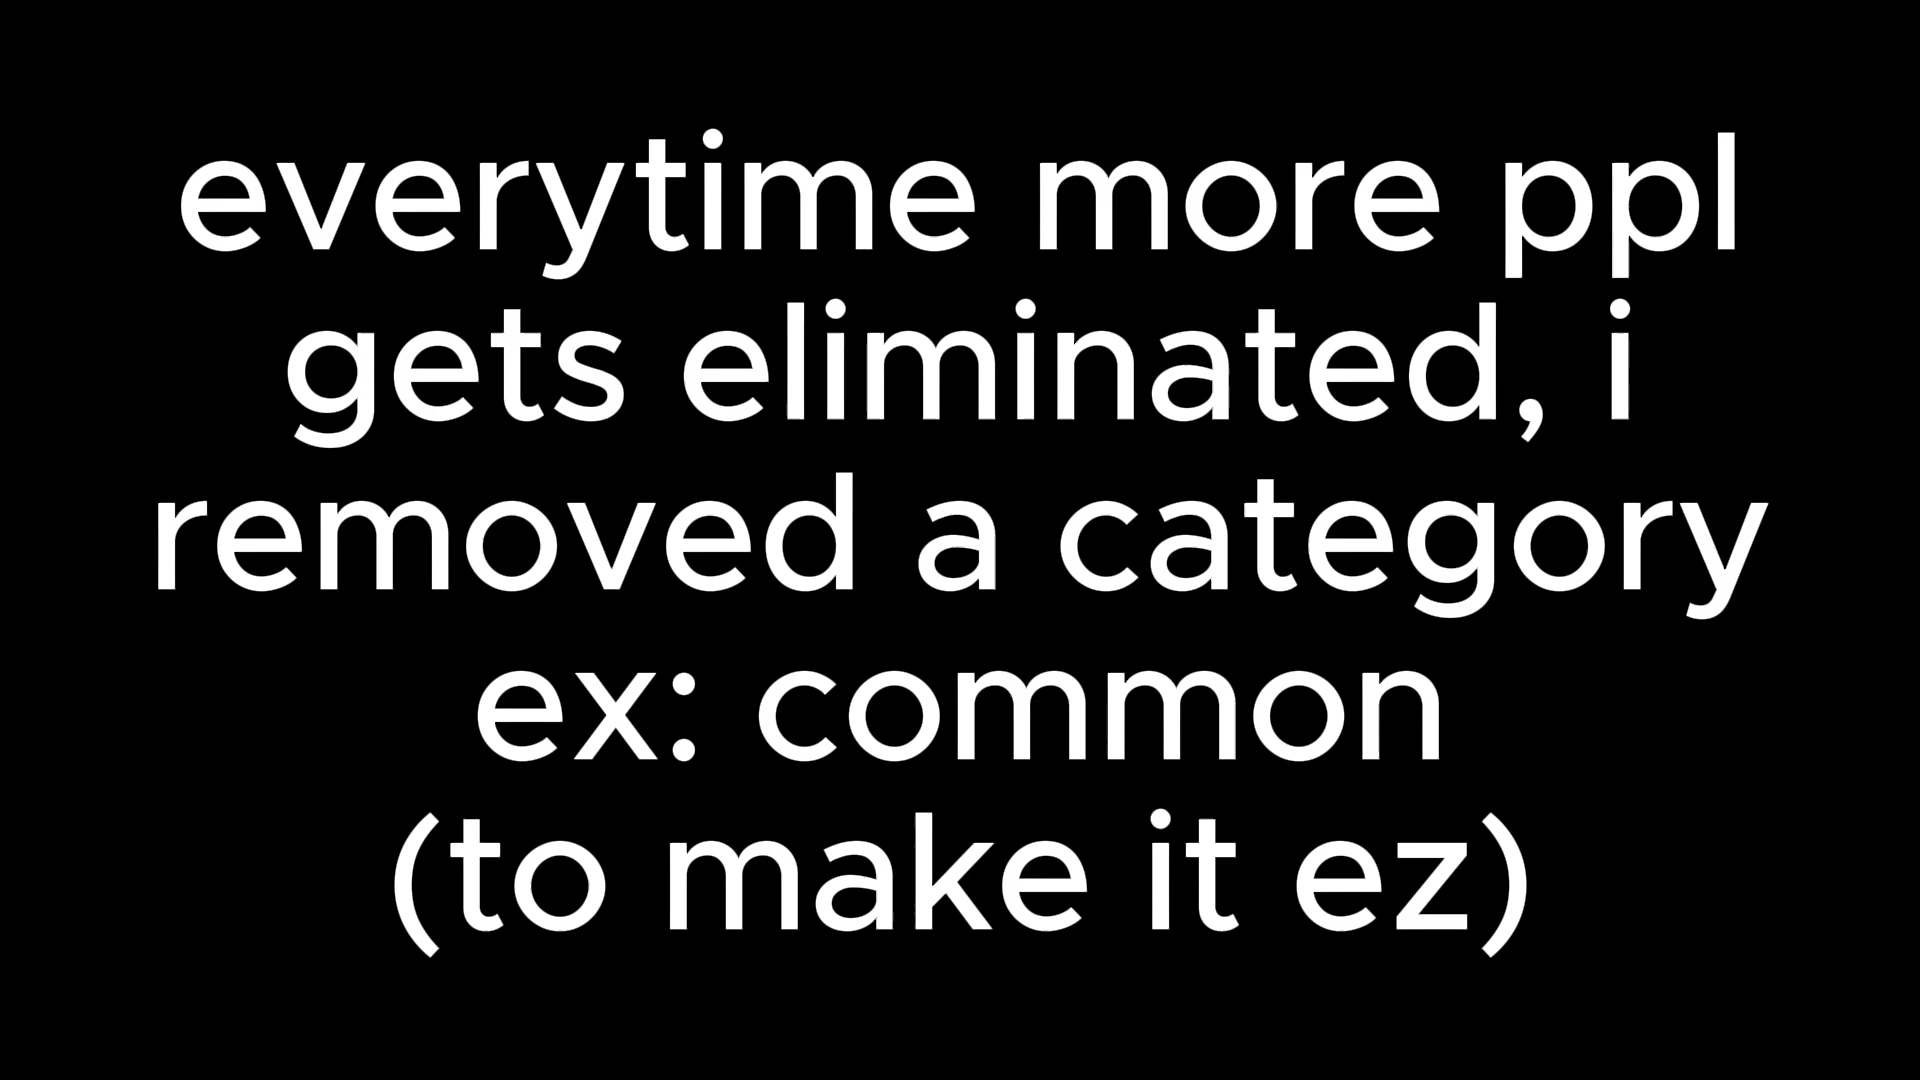 everytime more ppl
gets eliminated, i
removed a category
ex: common
(to make it ez)